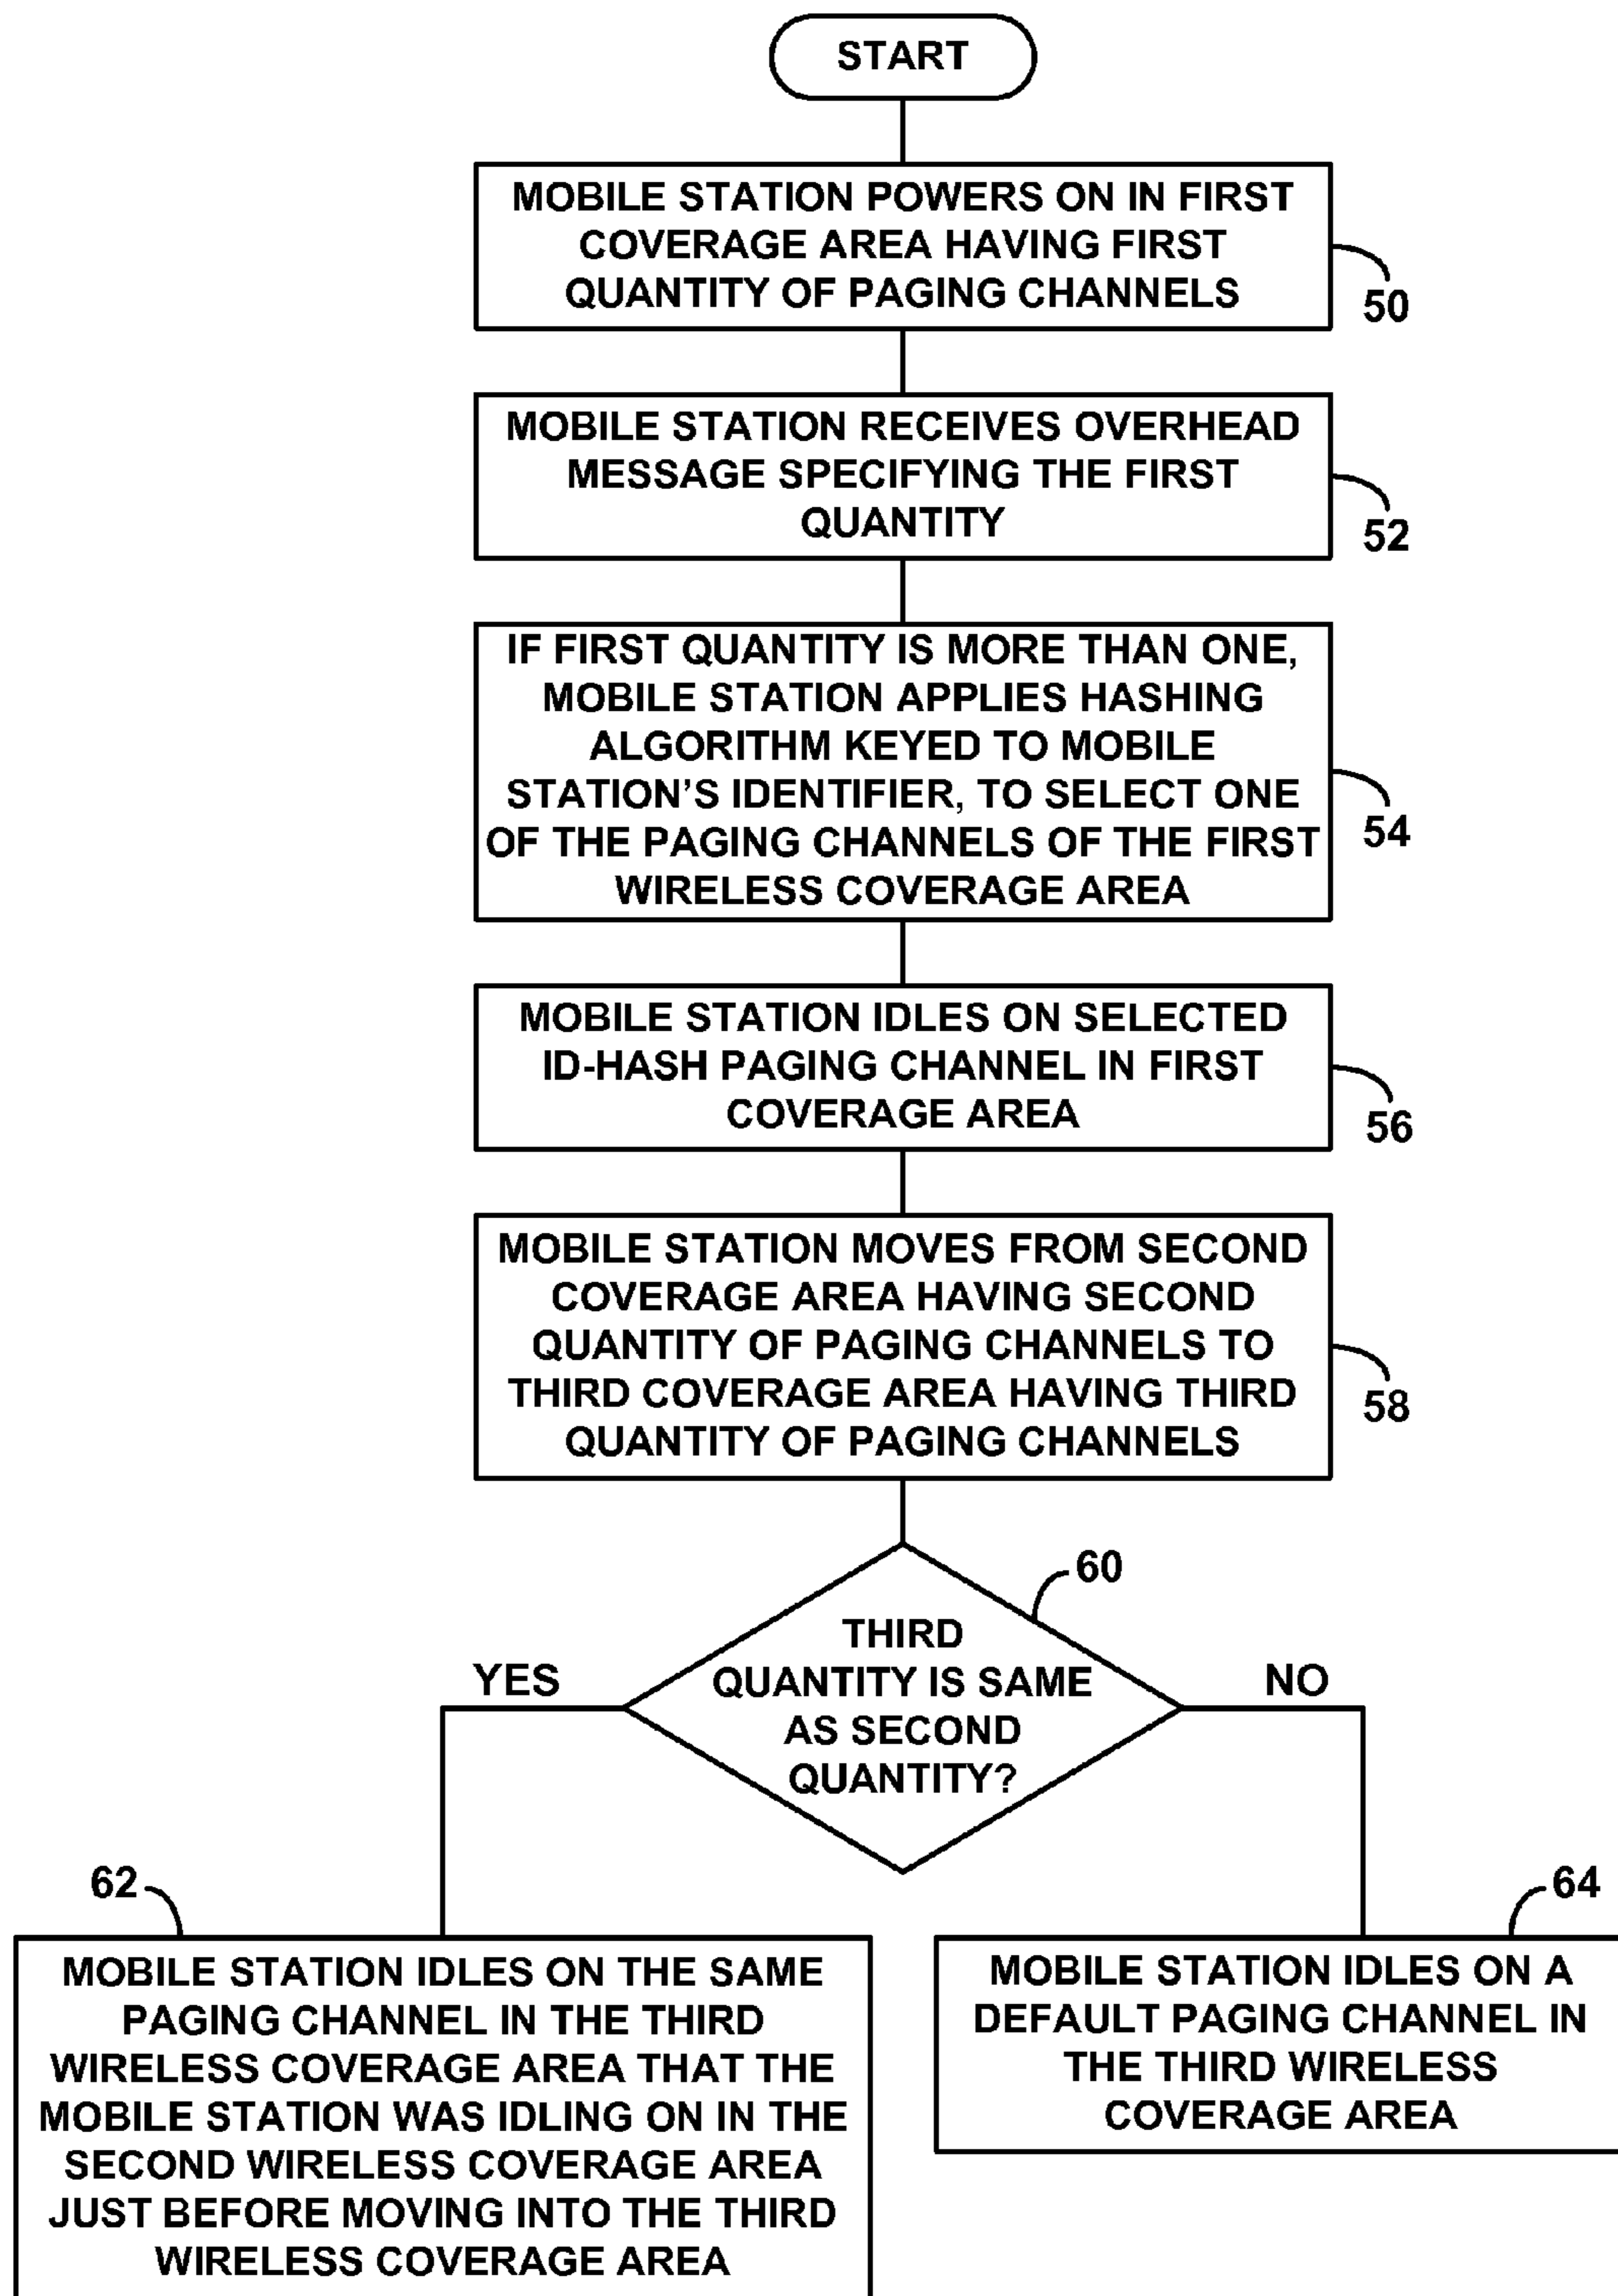 START
MOBILE STATION POWERS ON IN FIRST
COVERAGE AREA HAVING FIRST
QUANTITY OF PAGING CHANNELS
50
MOBILE STATION RECEIVES OVERHEAD
MESSAGE SPECIFYING THE FIRST
QUANTITY
52
IF FIRST QUANTITY IS MORE THAN ONE,
MOBILE STATION APPLIES HASHING
ALGORITHM KEYED TO MOBILE
STATION'S IDENTIFIER, TO SELECT ONE
OF THE PAGING CHANNELS OF THE FIRST
WIRELESS COVERAGE AREA
54
MOBILE STATION IDLES ON SELECTED
ID-HASH PAGING CHANNEL IN FIRST
COVERAGE AREA
56
MOBILE STATION MOVES FROM SECOND
COVERAGE AREA HAVING SECOND
QUANTITY OF PAGING CHANNELS TO
THIRD COVERAGE AREA HAVING THIRD
QUANTITY OF PAGING CHANNELS
58
60
THIRD
QUANTITY IS SAME
AS SECOND
QUANTITY?
YES
NO
62
MOBILE STATION IDLES ON THE SAME
PAGING CHANNEL IN THE THIRD
WIRELESS COVERAGE AREA THAT THE
MOBILE STATION WAS IDLING ON IN THE
SECOND WIRELESS COVERAGE AREA
JUST BEFORE MOVING INTO THE THIRD
WIRELESS COVERAGE AREA
64
MOBILE STATION IDLES ON A
DEFAULT PAGING CHANNEL IN
THE THIRD WIRELESS
COVERAGE AREA